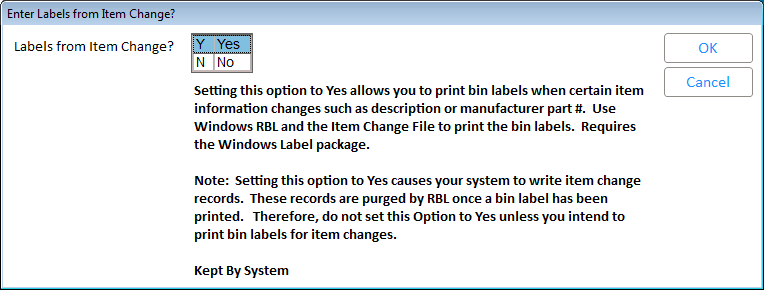 Enter Labels from Item Change?
Labels from Item Change?
Y Yes
N No
OK
Cancel
Setting this option to Yes allows you to print bin labels when certain item
information changes such as description or manufacturer part #.  Use
Windows RBL and the Item Change File to print the bin labels.  Requires
the Windows Label package.
Note:  Setting this option to Yes causes your system to write item change
records.  These records are purged by RBL once a bin label has been
printed.   Therefore, do not set this Option to Yes unless you intend to
print bin labels for item changes.
Kept By System